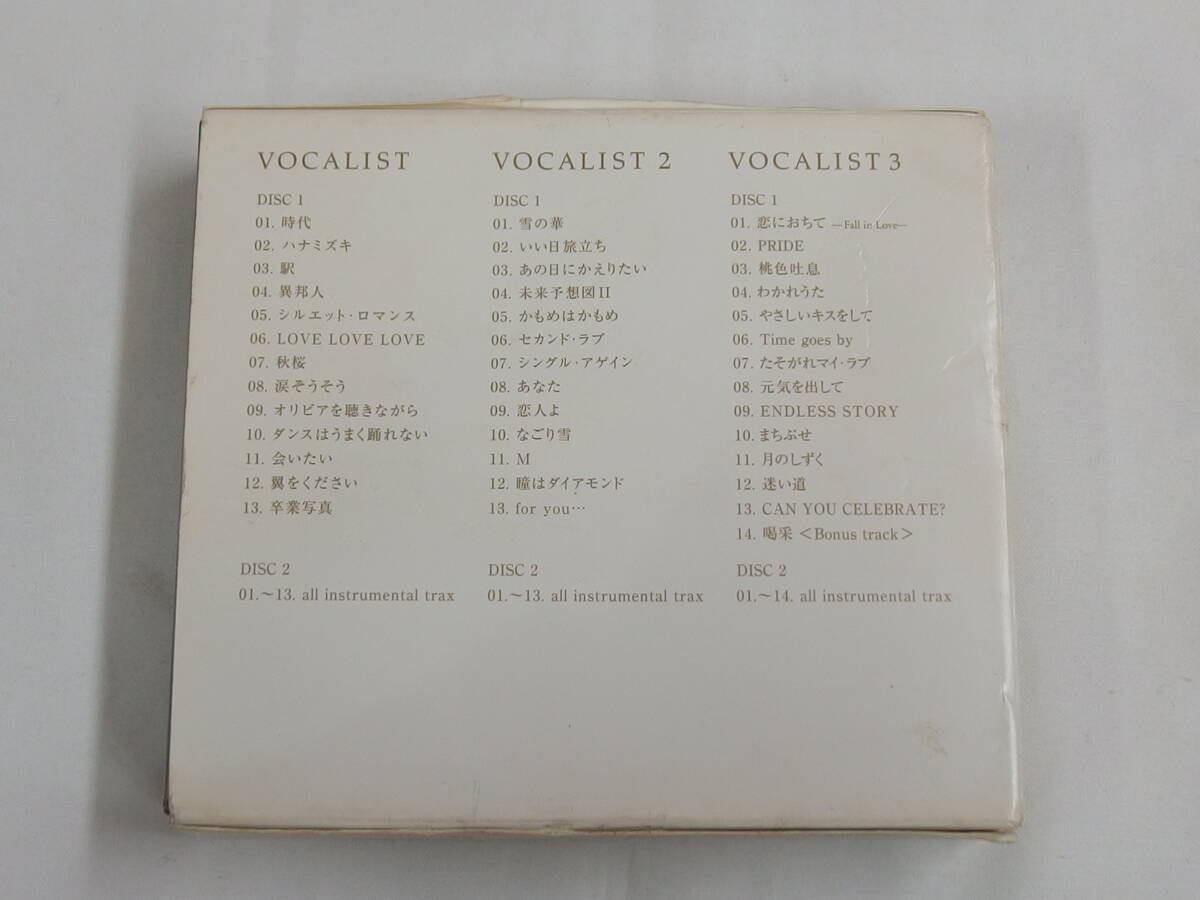 VOCALIST
DISC 1
01. 時代
02. ハナミズキ
03. 駅
04. 異邦人
05. シルエット・ロマンス
06. LOVE LOVE LOVE
07. 秋桜
08. 涙そうそう
09. オリビアを聴きながら
10. ダンスはうまく踊れない
11. 会いたい
12. 翼をください
13. 卒業写真
DISC 2
01.～13. all instrumental trax
VOCALIST 2
DISC 1
01. 雪の華
02. いい日旅立ち
03. あの日にかえりたい
04. 未来予想図II
05. かもめはかもめ
06. セカンド・ラブ
07. シングル・アゲイン
08. あなた
09. 恋人よ
10. なごり雪
11. M
12. 瞳はダイアモンド
13. for you…
DISC 2
01.～13. all instrumental trax
VOCALIST 3
DISC 1
01. 恋におちて —Fall in Love—
02. PRIDE
03. 桃色吐息
04. わかれうた
05. やさしいキスをして
06. Time goes by
07. たそがれマイ・ラブ
08. 元気を出して
09. ENDLESS STORY
10. まちぶせ
11. 月のしずく
12. 迷い道
13. CAN YOU CELEBRATE?
14. 喝采 ＜Bonus track＞
DISC 2
01.～14. all instrumental trax